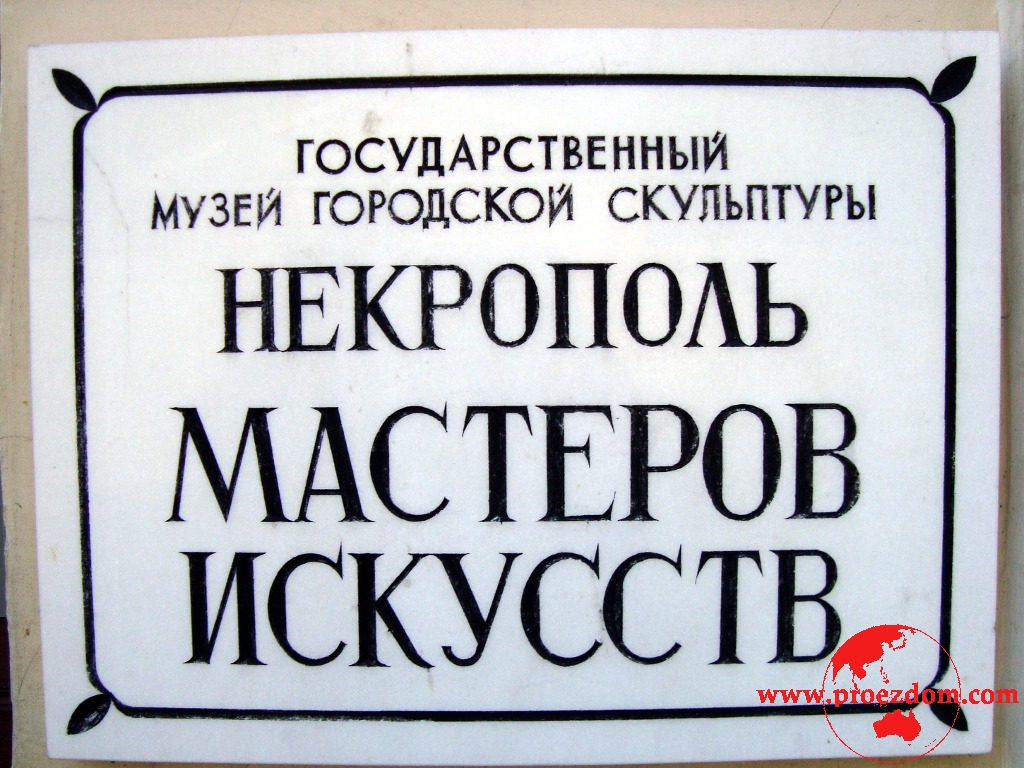 ГОСУДАРСТВЕННЫЙ
МУЗЕЙ ГОРОДСКОЙ СКУЛЬПТУРЫ
НЕКРОПОЛЬ
МАСТЕРОВ
ИСКУССТВ
www.proezdom.com